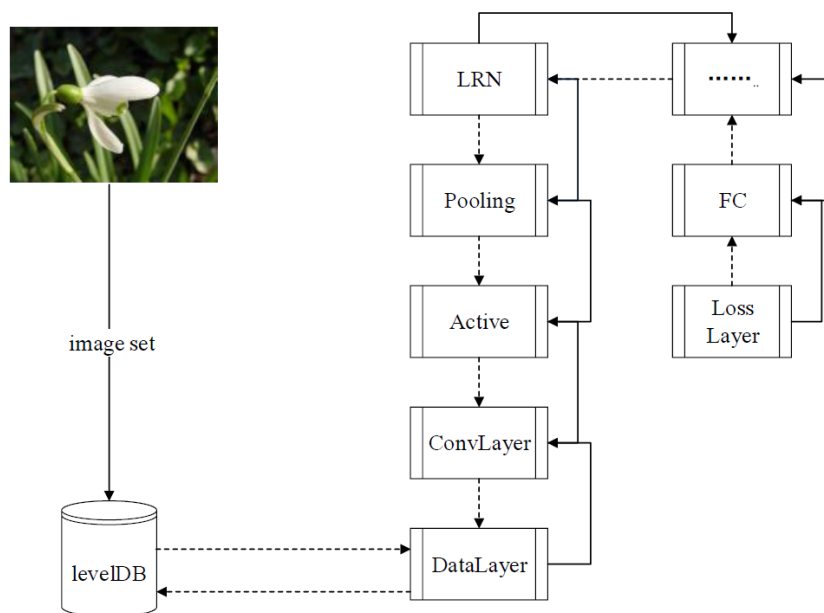 LRN
........
Pooling
FC
Active
Loss
Layer
image set
ConvLayer
levelDB
DataLayer